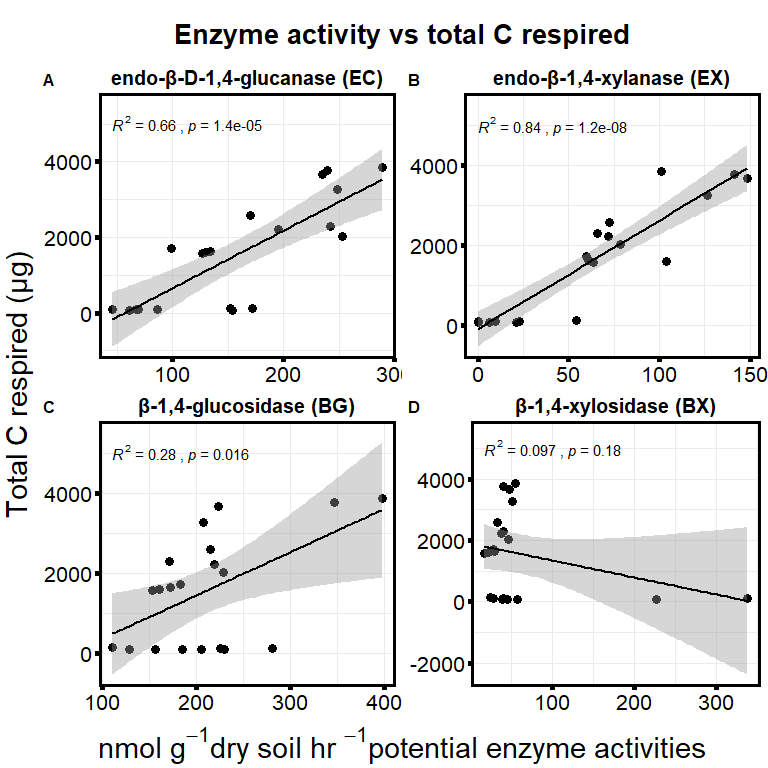 Enzyme activity vs total C respired
A endo-β-D-1,4-glucanase (EC)
R² = 0.66 , p = 1.4e-05
4000
2000
0
100 200 300
B endo-β-1,4-xylanase (EX)
R² = 0.84 , p = 1.2e-08
4000
2000
0
0 50 100 150
C β-1,4-glucosidase (BG)
R² = 0.28 , p = 0.016
4000
2000
0
100 200 300 400
D β-1,4-xylosidase (BX)
R² = 0.097 , p = 0.18
4000
2000
0
-2000
100 200 300
Total C respired (µg)
nmol g⁻¹dry soil hr ⁻¹potential enzyme activities